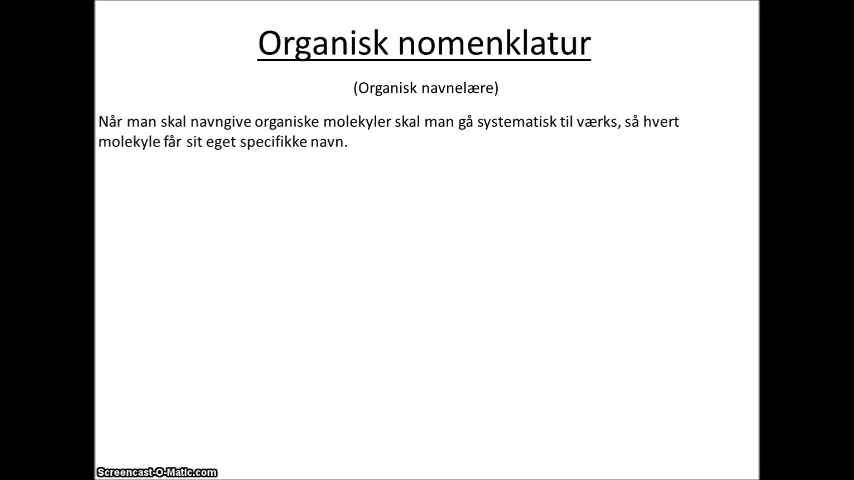 Organisk nomenklatur
(Organisk navnelære)
Når man skal navngive organiske molekyler skal man gå systematisk til værks, så hvert
molekyle får sit eget specifikke navn.
Screencast-O-Matic.com